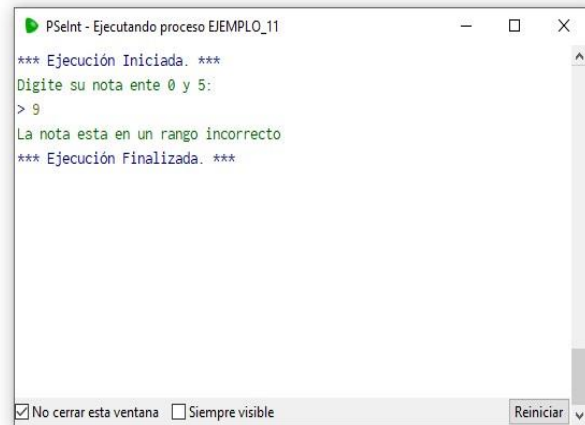 PSeInt - Ejecutando proceso EJEMPLO_11
*** Ejecución Iniciada. ***
Digite su nota ente 0 y 5:
> 9
La nota esta en un rango incorrecto
*** Ejecución Finalizada. ***
No cerrar esta ventana Siempre visible Reiniciar